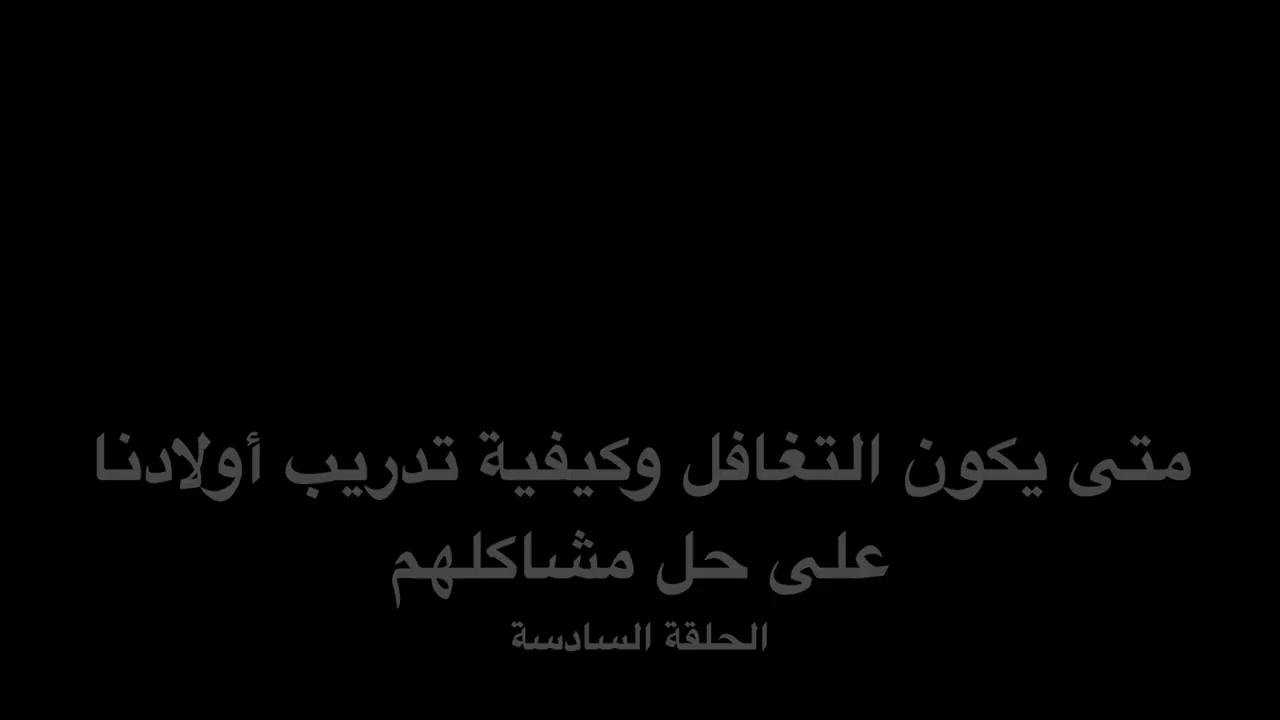 متى يكون التغافل وكيفية تدريب أولادنا
على حل مشاكلهم
الحلقة السادسة